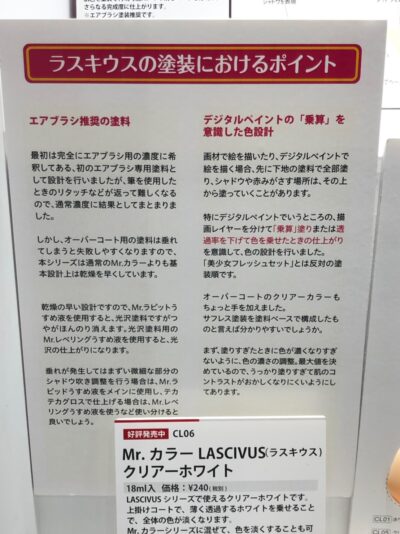 さらなる完成度に仕上がります。
※エアブラシ塗装推奨です。
ラスキウスの塗装におけるポイント
エアブラシ推奨の塗料
最初は完全にエアブラシ用の濃度に希
釈してある、初のエアブラシ専用塗料と
して設計を行いましたが、筆を使用した
ときのリタッチなどが返って難しくなる
ので、通常濃度に結果としてまとまりま
した。
しかし、オーバーコート用の塗料は垂れ
てしまうと失敗しやすくなりますので、
本シリーズは通常のMr.カラーよりも基
本設計上は乾燥を早くしています。
乾燥の早い設計ですので、Mr.ラピットう
すめ液を使用すると、光沢塗料ですがつ
やがほんのり消えます。光沢塗料用の
Mr.レベリングうすめ液を使用すると、光
沢の仕上がりになります。
垂れが発生してはまずい微細な部分の
シャドウ吹き調整を行う場合は、Mr.ラ
ピッドうすめ液をメインに使用し、テカ
テカグロスで仕上げる場合は、Mr.レベ
リングうすめ液を使うなど使い分けると
良いでしょう。
デジタルペイントの「乗算」を
意識した色設計
画材で絵を描いたり、デジタルペイントで
絵を描く場合、先に下地の塗料で全部塗
り、シャドウや赤みがさす場所は、その上
から塗っていくことがあります。
特にデジタルペイントでいうところの、描
画レイヤーを分けて「乗算」塗りまたは透
過率を下げて色を乗せたときの仕上がり
を意識して、色の設計を行いました。
「美少女フレッシュセット」とは反対の塗
装順です。
オーバーコートのクリアーカラーも
ちょっと手を加えました。
サフレス塗装を塗料ベースで構成したも
のと言えば分かりやすいでしょうか。
まず、塗りすぎたときに色が濃くなりすぎ
ないように、色の濃さの調整、最大値を決
めているので、うっかり塗りすぎて肌のコ
ントラストがおかしくなりにくいようにし
てあります。
好評発売中 CL06
Mr. カラー LASCIVUS(ラスキウス)
クリアーホワイト
18ml入 価格：¥240(税別)
LASCIVUS シリーズで使えるクリアーホワイトです。
上掛けコートで、薄く透過するホワイトを乗せること
で、全体の色が淡くなります。
Mr.カラーシリーズに混ぜて、色を淡くすることも可